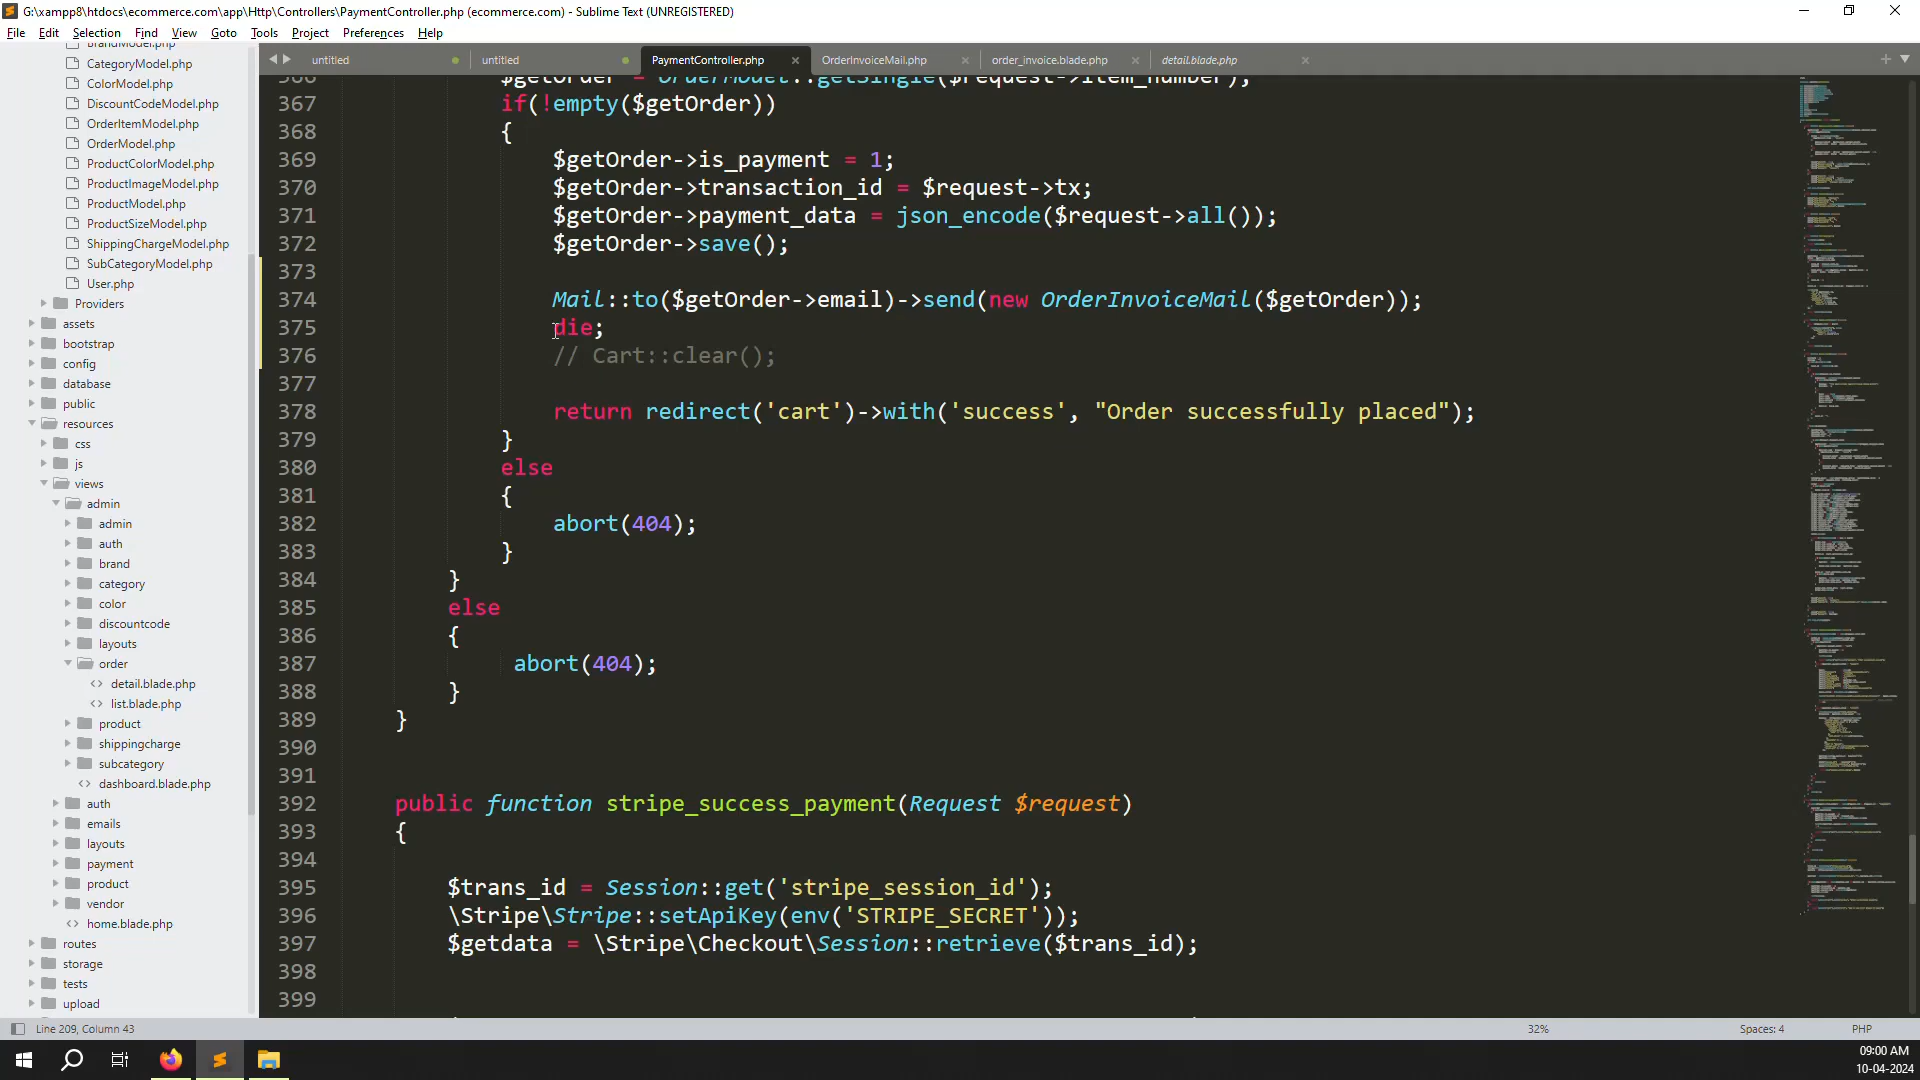 G:\xampp8\htdocs\ecommerce.com\app\Http\Controllers\PaymentController.php (ecommerce.com) - Sublime Text (UNREGISTERED)
File Edit Selection Find View Goto Tools Project Preferences Help
untitled untitled PaymentController.php OrderInvoiceMail.php order_invoice.blade.php detail.blade.php
BrandModel.php
CategoryModel.php
ColorModel.php
DiscountCodeModel.php
OrderItemModel.php
OrderModel.php
ProductColorModel.php
ProductImageModel.php
ProductModel.php
ProductSizeModel.php
ShippingChargeModel.php
SubCategoryModel.php
User.php
Providers
assets
bootstrap
config
database
public
resources
css
js
views
admin
admin
auth
brand
category
color
discountcode
layouts
order
detail.blade.php
list.blade.php
product
shippingcharge
subcategory
dashboard.blade.php
auth
emails
layouts
payment
product
vendor
home.blade.php
routes
storage
tests
upload
366 $getOrder = OrderModel::getSingle($request->item_number);
367 if(!empty($getOrder))
368 {
369 $getOrder->is_payment = 1;
370 $getOrder->transaction_id = $request->tx;
371 $getOrder->payment_data = json_encode($request->all());
372 $getOrder->save();
373
374 Mail::to($getOrder->email)->send(new OrderInvoiceMail($getOrder));
375 die;
376 // Cart::clear();
377
378 return redirect('cart')->with('success', "Order successfully placed");
379 }
380 else
381 {
382 abort(404);
383 }
384 }
385 else
386 {
387 abort(404);
388 }
389 }
390
391
392 public function stripe_success_payment(Request $request)
393 {
394
395 $trans_id = Session::get('stripe_session_id');
396 \Stripe\Stripe::setApiKey(env('STRIPE_SECRET'));
397 $getdata = \Stripe\Checkout\Session::retrieve($trans_id);
398
399
Line 209, Column 43 32% Spaces: 4 PHP
09:00 AM
10-04-2024